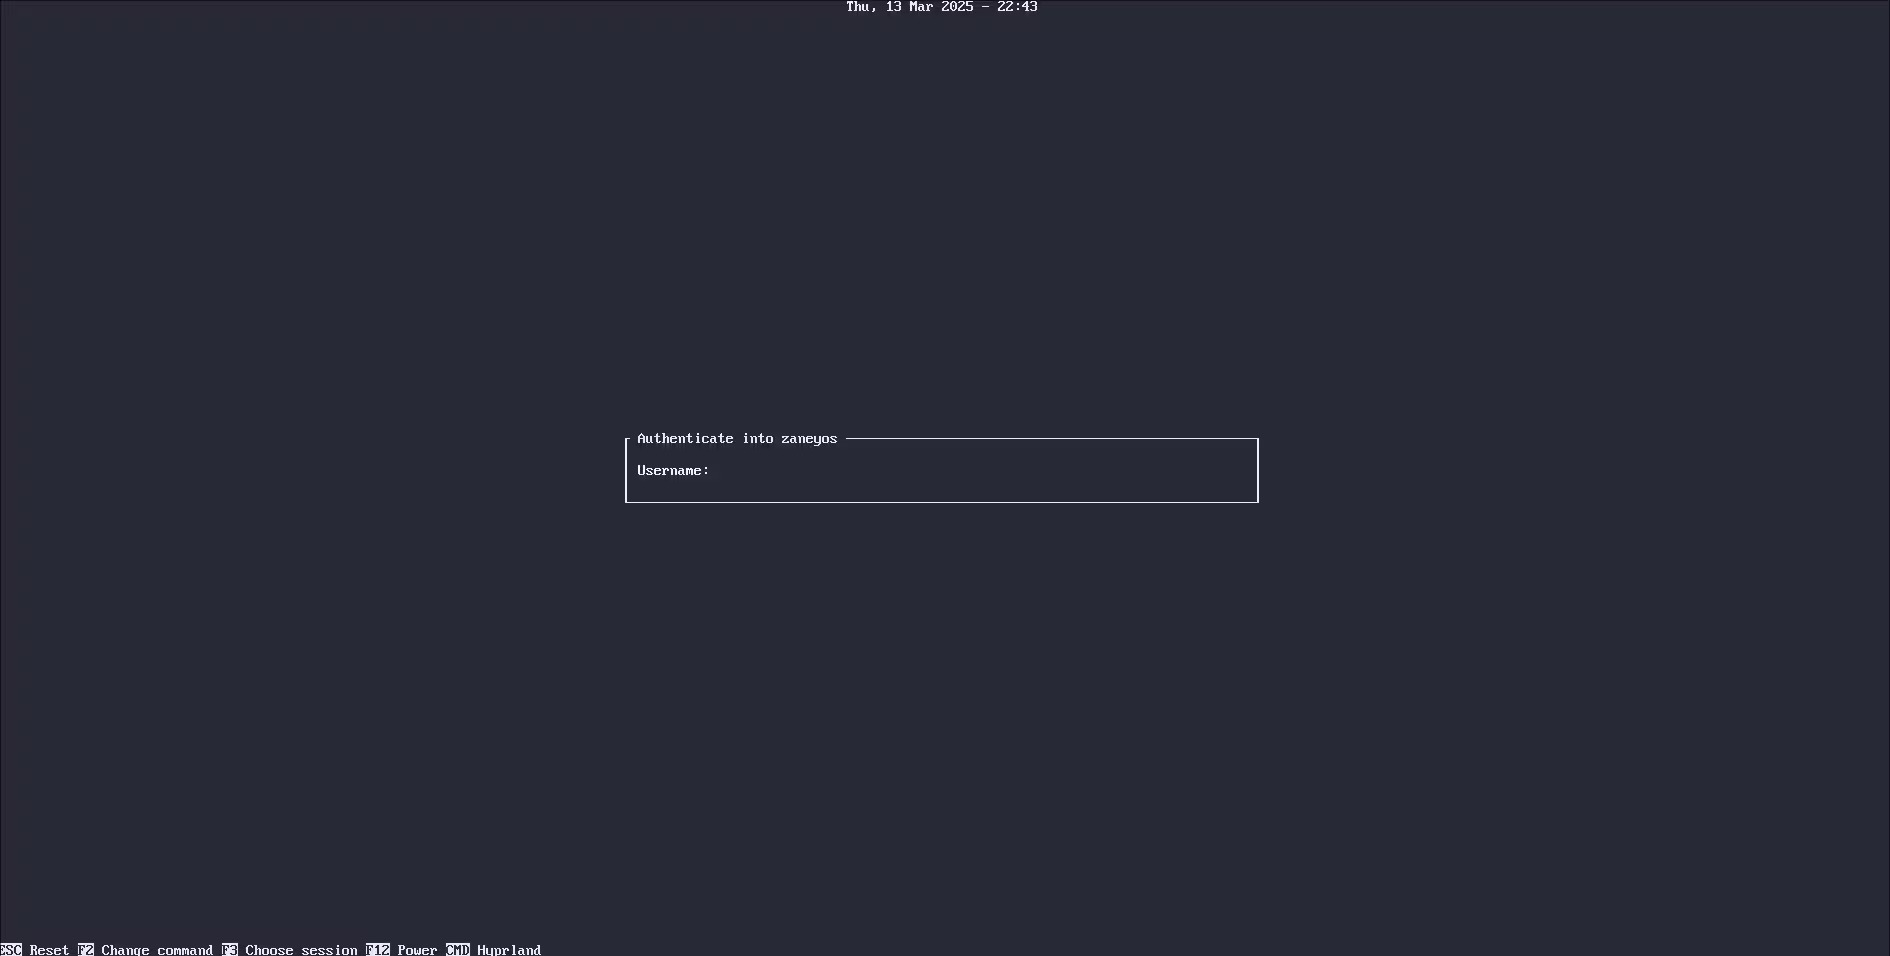 Thu, 13 Mar 2025 - 22:43
Authenticate into zaneyos
Username:
ESC Reset F2 Change command F3 Choose session F12 Power CMD Hyprland